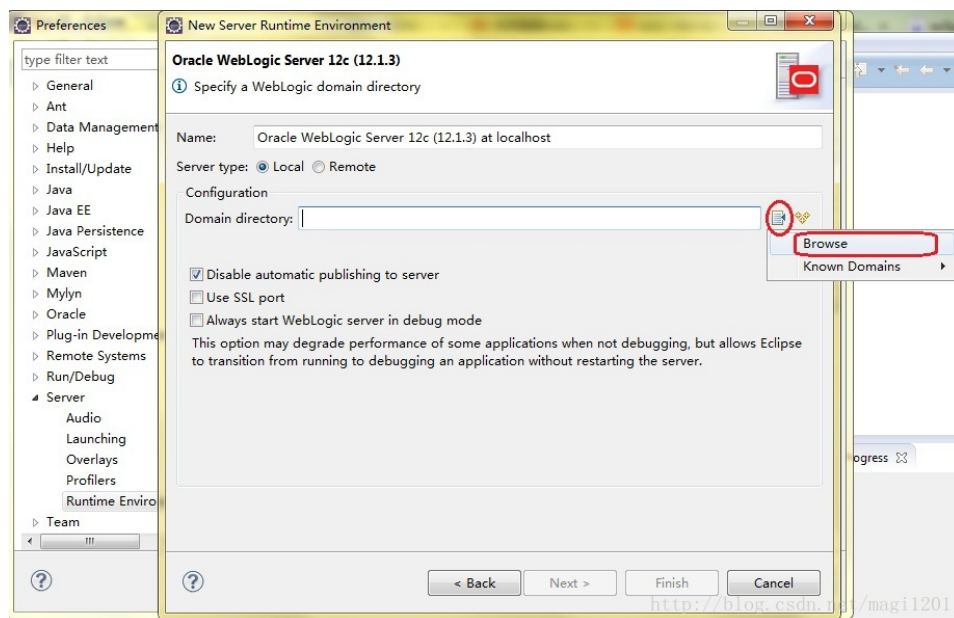 Preferences
New Server Runtime Environment
type filter text
General
Ant
Data Management
Help
Install/Update
Java
Java EE
Java Persistence
JavaScript
Maven
Mylyn
Oracle
Plug-in Developme
Remote Systems
Run/Debug
Server
Audio
Launching
Overlays
Profilers
Runtime Enviro
Team
Oracle WebLogic Server 12c (12.1.3)
Specify a WebLogic domain directory
Name: Oracle WebLogic Server 12c (12.1.3) at localhost
Server type: Local Remote
Configuration
Domain directory:
Browse
Known Domains
Disable automatic publishing to server
Use SSL port
Always start WebLogic server in debug mode
This option may degrade performance of some applications when not debugging, but allows Eclipse
to transition from running to debugging an application without restarting the server.
ogress
< Back Next > Finish Cancel
http://blog.csdn.net/magi1201